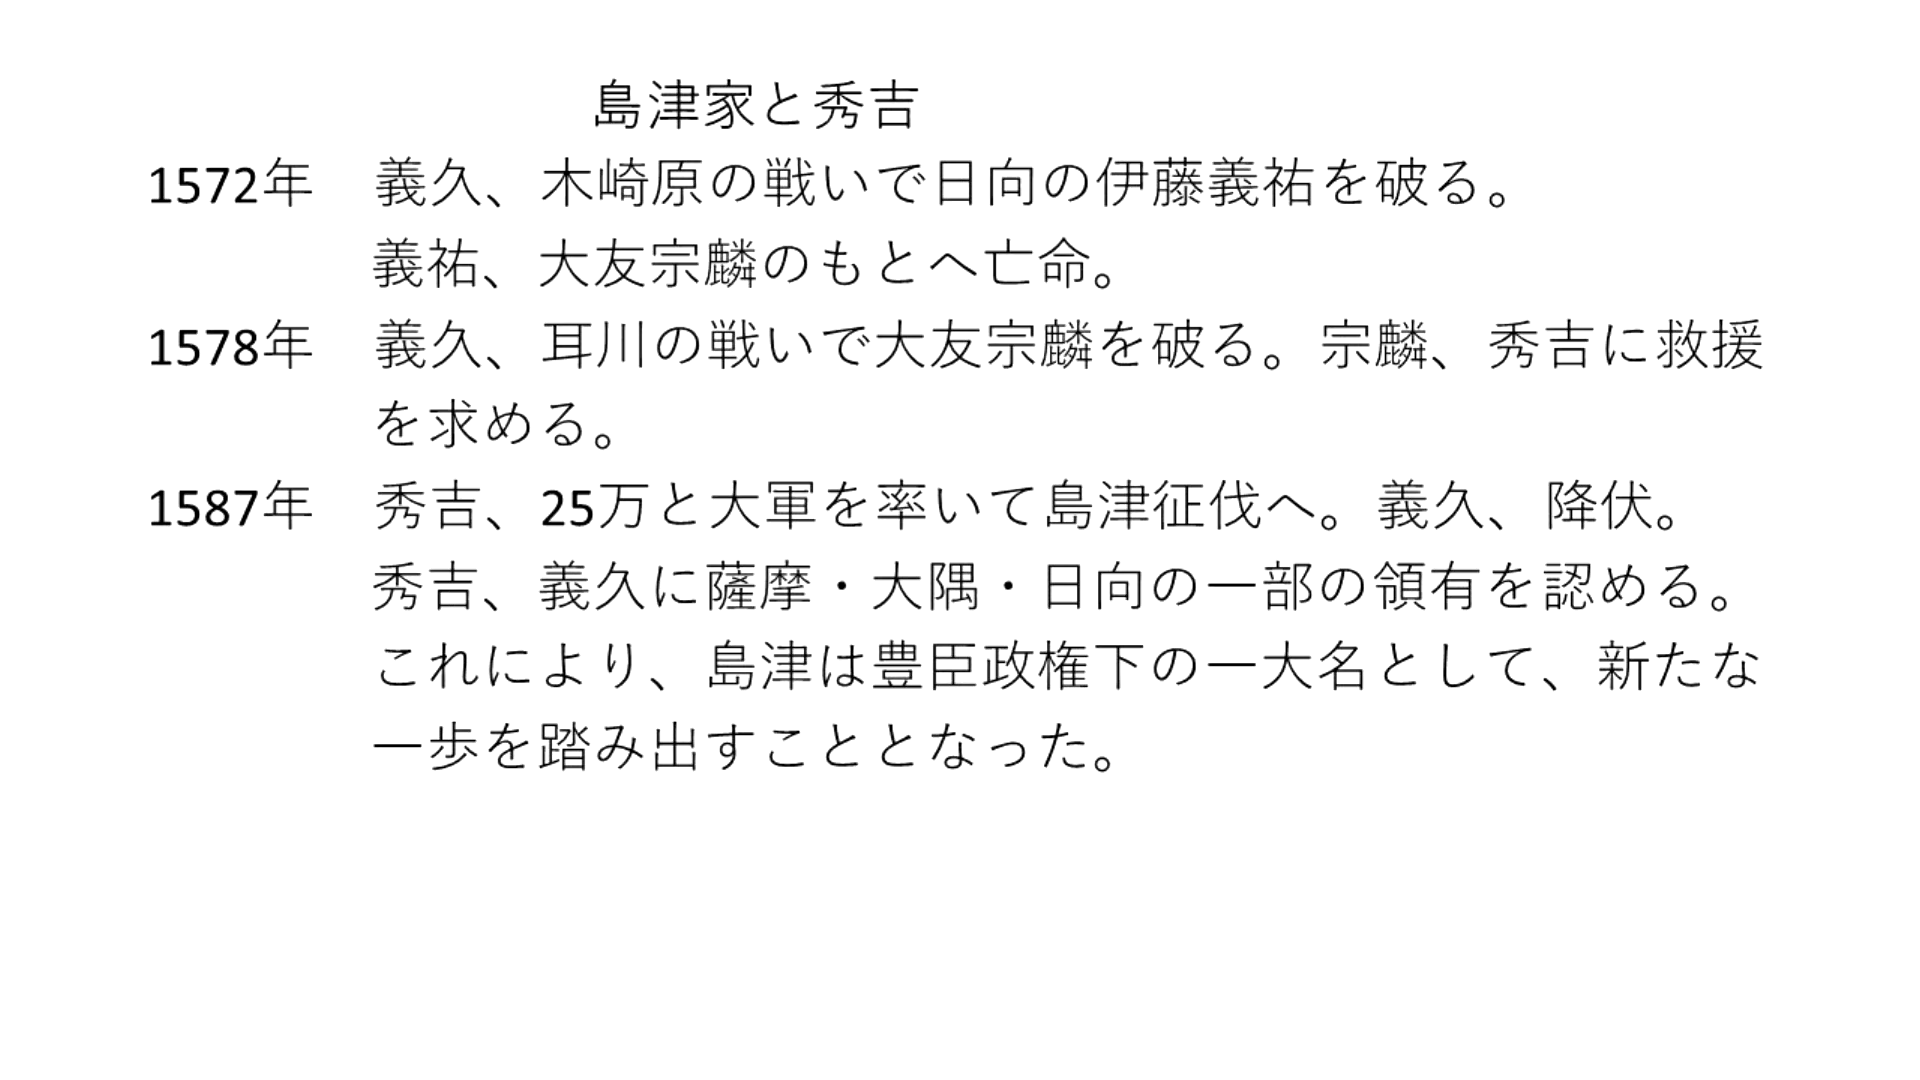 島津家と秀吉
1572年　義久、木崎原の戦いで日向の伊藤義祐を破る。
義祐、大友宗麟のもとへ亡命。
1578年　義久、耳川の戦いで大友宗麟を破る。宗麟、秀吉に救援
を求める。
1587年　秀吉、25万と大軍を率いて島津征伐へ。義久、降伏。
秀吉、義久に薩摩・大隅・日向の一部の領有を認める。
これにより、島津は豊臣政権下の一大名として、新たな
一歩を踏み出すこととなった。